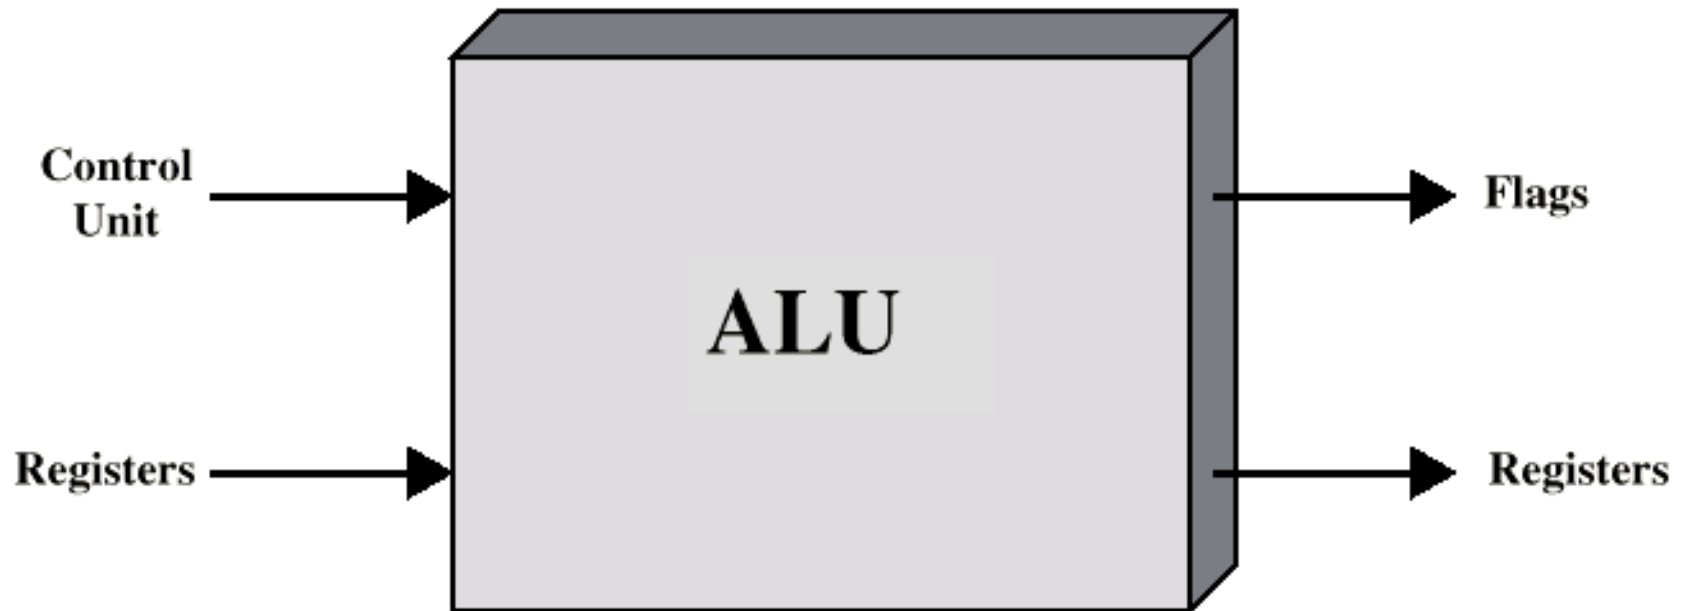 Control
Unit
Flags
ALU
Registers
Registers